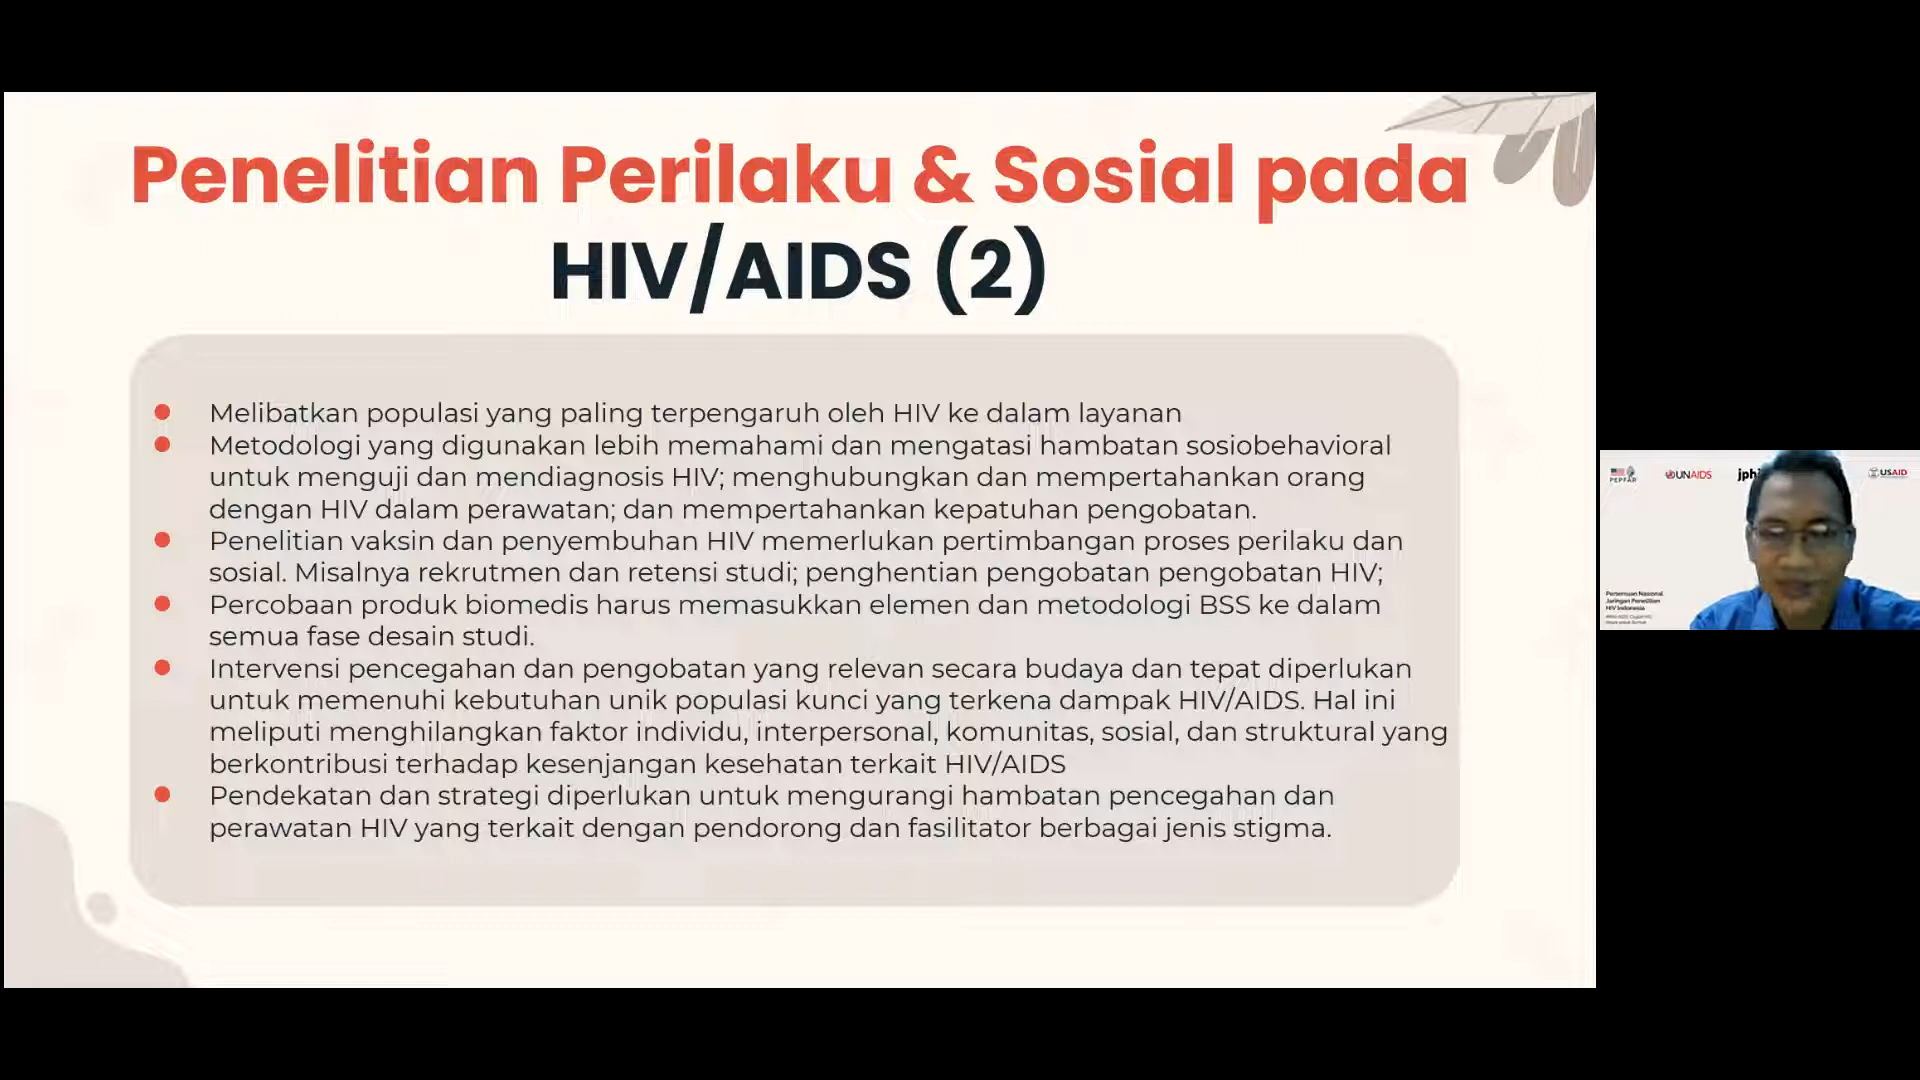 Penelitian Perilaku & Sosial pada
HIV/AIDS (2)
Melibatkan populasi yang paling terpengaruh oleh HIV ke dalam layanan
Metodologi yang digunakan lebih memahami dan mengatasi hambatan sosiobehavioral
untuk menguji dan mendiagnosis HIV; menghubungkan dan mempertahankan orang
dengan HIV dalam perawatan; dan mempertahankan kepatuhan pengobatan.
Penelitian vaksin dan penyembuhan HIV memerlukan pertimbangan proses perilaku dan
sosial. Misalnya rekrutmen dan retensi studi; penghentian pengobatan pengobatan HIV;
Percobaan produk biomedis harus memasukkan elemen dan metodologi BSS ke dalam
semua fase desain studi.
Intervensi pencegahan dan pengobatan yang relevan secara budaya dan tepat diperlukan
untuk memenuhi kebutuhan unik populasi kunci yang terkena dampak HIV/AIDS. Hal ini
meliputi menghilangkan faktor individu, interpersonal, komunitas, sosial, dan struktural yang
berkontribusi terhadap kesenjangan kesehatan terkait HIV/AIDS
Pendekatan dan strategi diperlukan untuk mengurangi hambatan pencegahan dan
perawatan HIV yang terkait dengan pendorong dan fasilitator berbagai jenis stigma.
PEPFAR
UNAIDS
USAID
Pertemuan Nasional
Jaringan Penelitian
HIV Indonesia